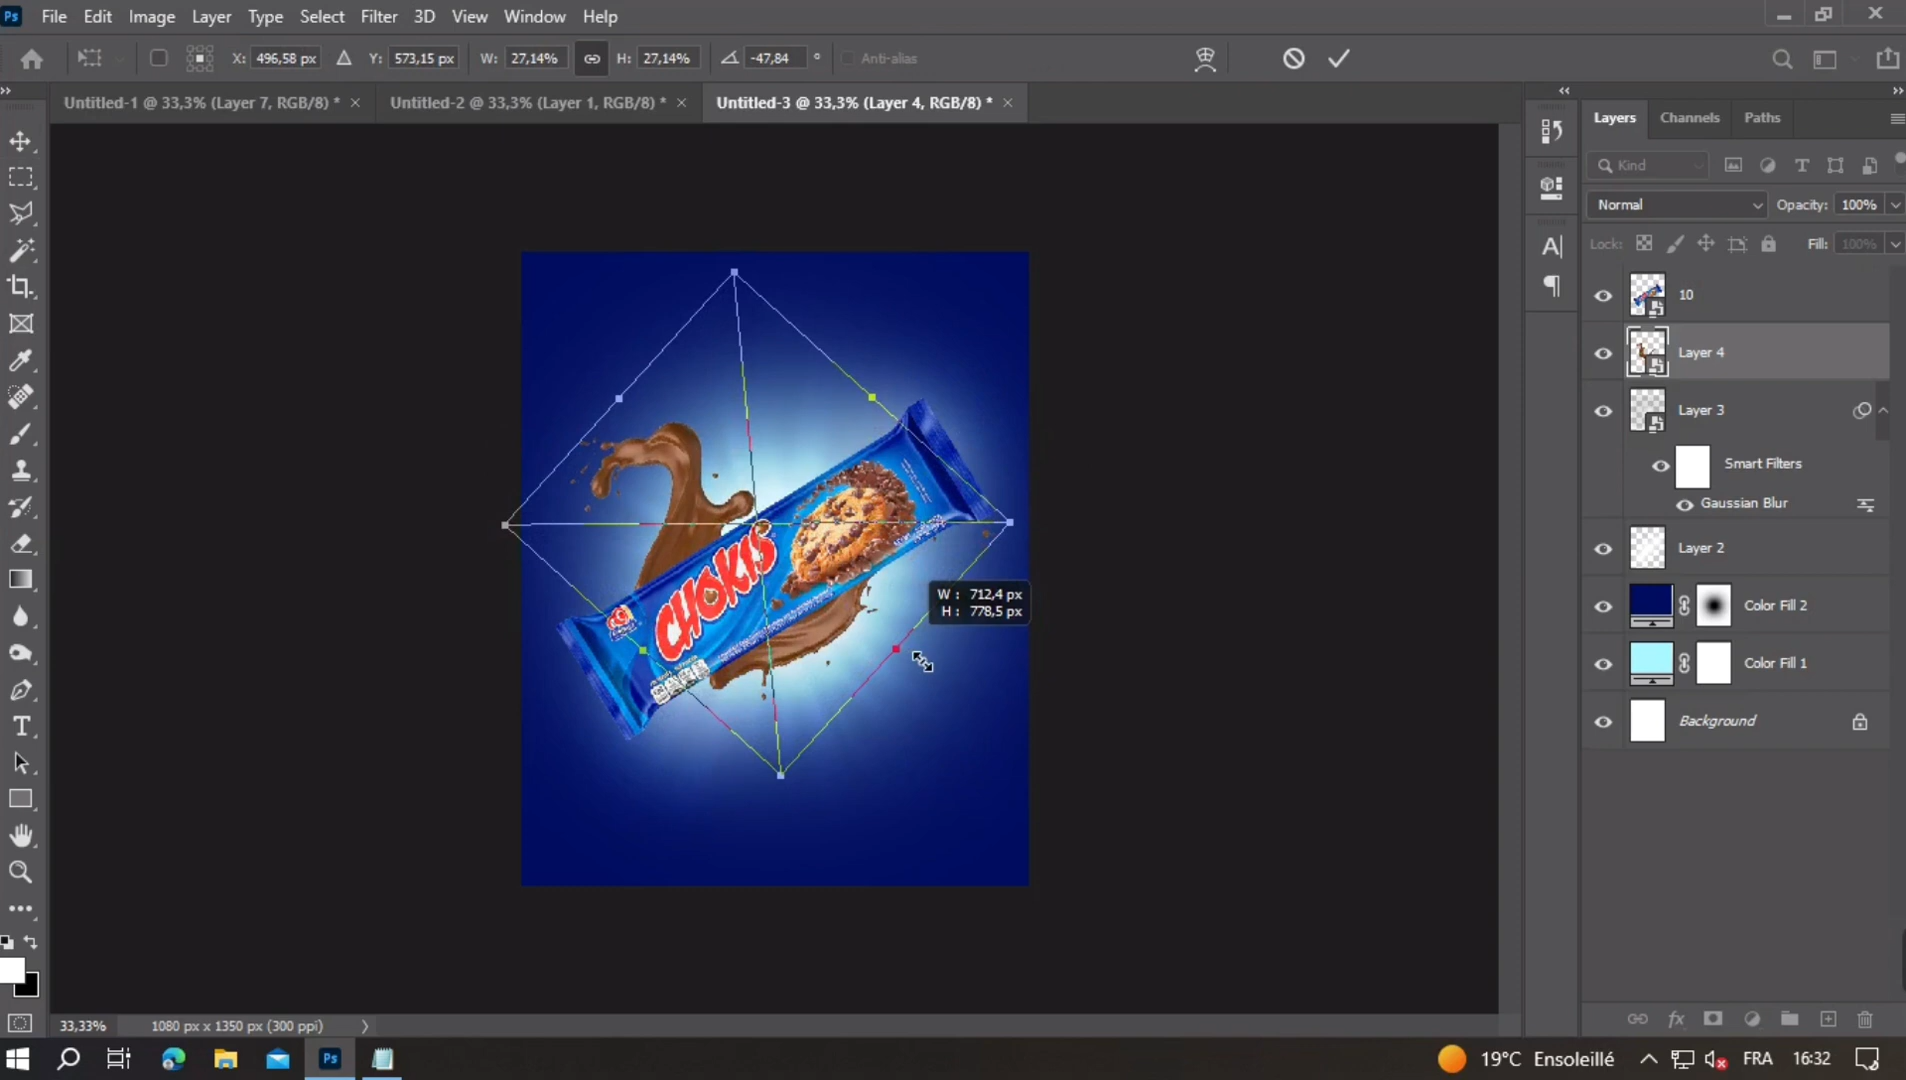 Ps File Edit Image Layer Type Select Filter 3D View Window Help
X: 496,58 px Y: 573,15 px W: 27,14% H: 27,14% -47,84 ° Anti-alias
Untitled-1 @ 33,3% (Layer 7, RGB/8) * × Untitled-2 @ 33,3% (Layer 1, RGB/8) * × Untitled-3 @ 33,3% (Layer 4, RGB/8) * ×
Layers Channels Paths
Kind
Normal Opacity: 100%
Lock: Fill: 100%
10
Layer 4
Layer 3
Smart Filters
Gaussian Blur
Layer 2
Color Fill 2
Color Fill 1
Background
CHOKIS
W : 712,4 px
H : 778,5 px
33,33% 1080 px x 1350 px (300 ppi)
Ps 19°C Ensoleillé FRA 16:32